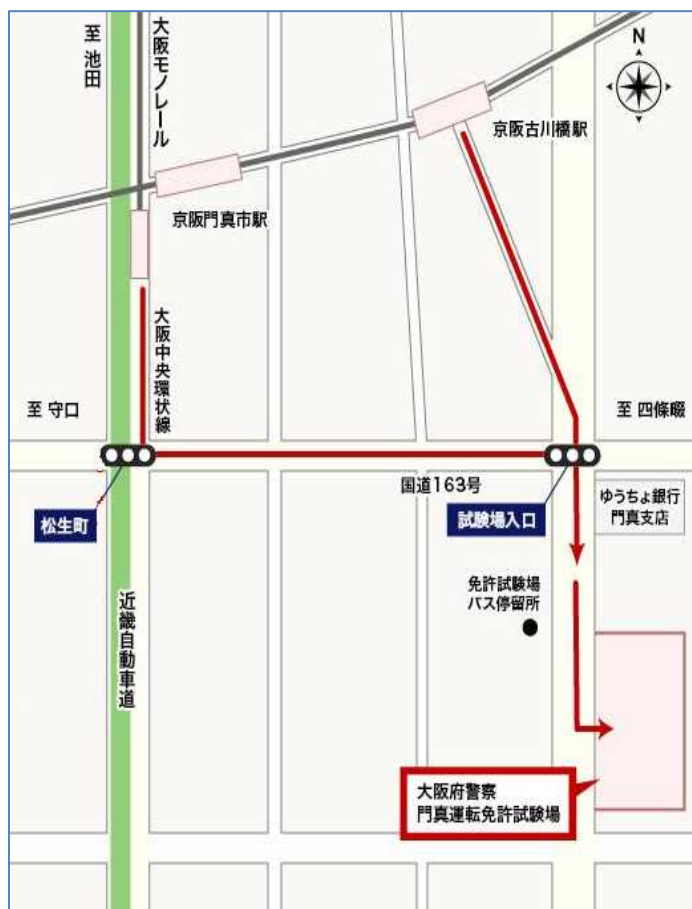 至 池田
大阪モノレール
N
京阪古川橋駅
京阪門真市駅
大阪中央環状線
至 守口
至 四條畷
国道163号
松生町
試験場入口
ゆうちょ銀行
門真支店
免許試験場
バス停留所
近畿自動車道
大阪府警察
門真運転免許試験場